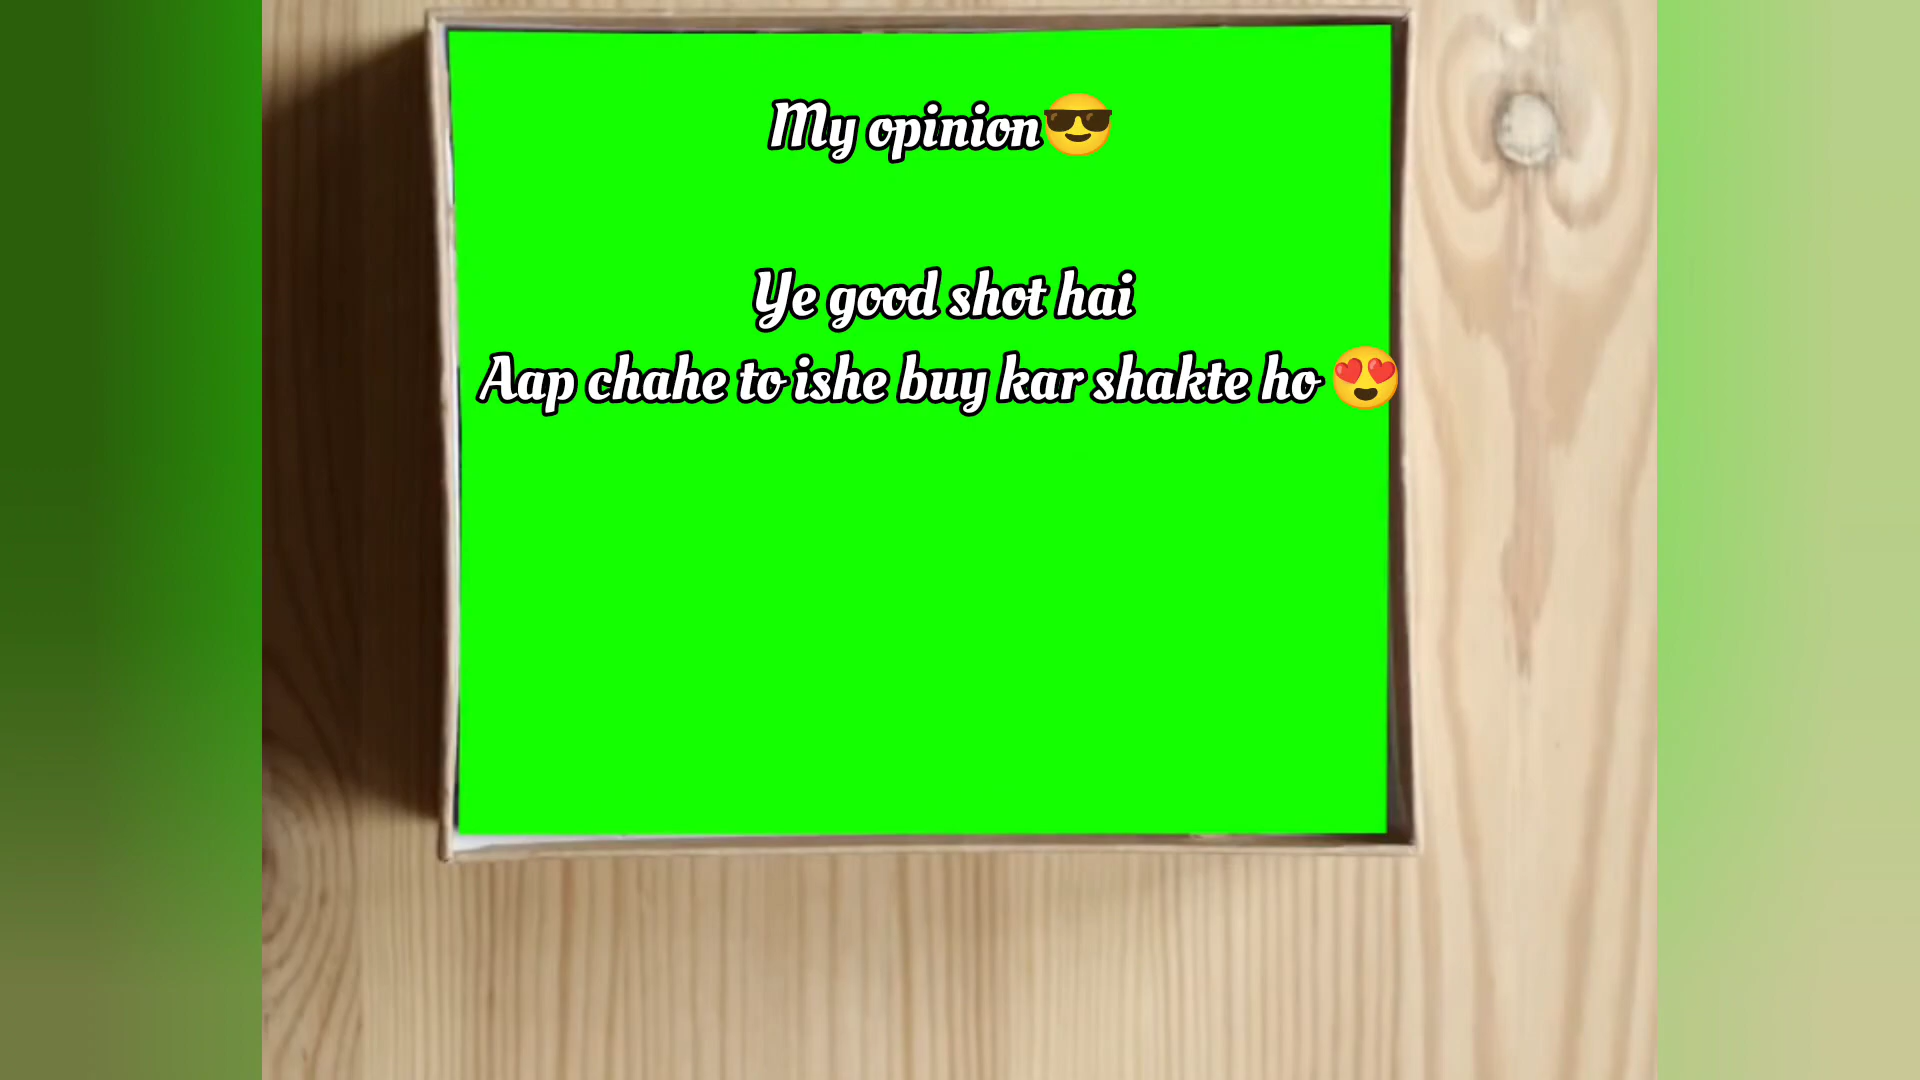 My opinion😎
Ye good shot hai
Aap chahe to ishe buy kar shakte ho 😍